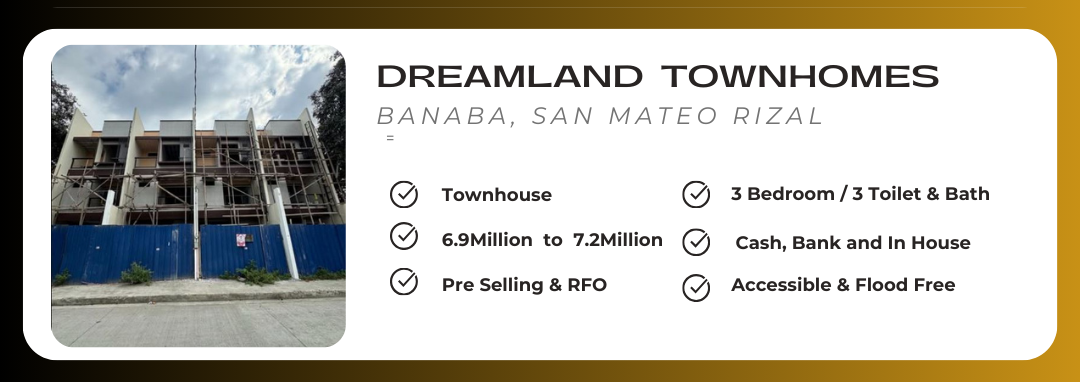 DREAMLAND TOWNHOMES
BANABA, SAN MATEO RIZAL
=
Townhouse
6.9Million to 7.2Million
Pre Selling & RFO
3 Bedroom / 3 Toilet & Bath
Cash, Bank and In House
Accessible & Flood Free